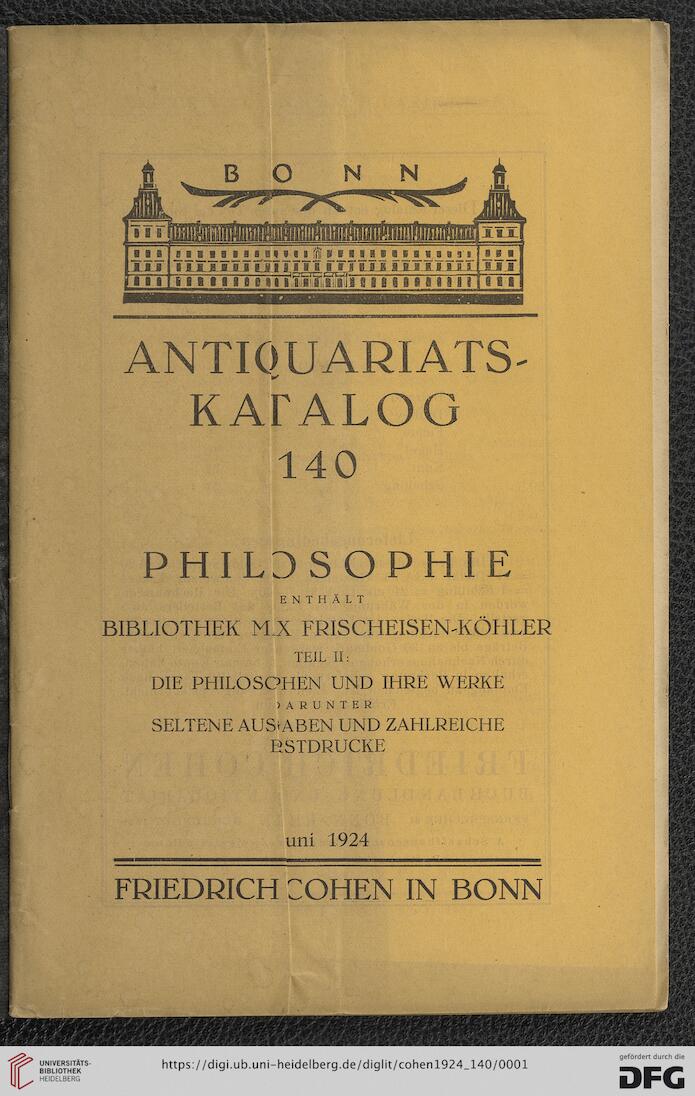 BONN
ANTIQUARIATS-
KATALOG
140
PHILOSOPHIE
ENTHÄLT
BIBLIOTHEK M.X FRISCHEISEN-KÖHLER
TEIL II:
DIE PHILOSOPHEN UND IHRE WERKE
DARUNTER
SELTENE AUSGABEN UND ZAHLREICHE
ERSTDRUCKE
uni 1924
FRIEDRICH COHEN IN BONN
UNIVERSITÄTS-
BIBLIOTHEK
HEIDELBERG
https://digi.ub.uni-heidelberg.de/diglit/cohen1924_140/0001
gefördert durch die
DFG